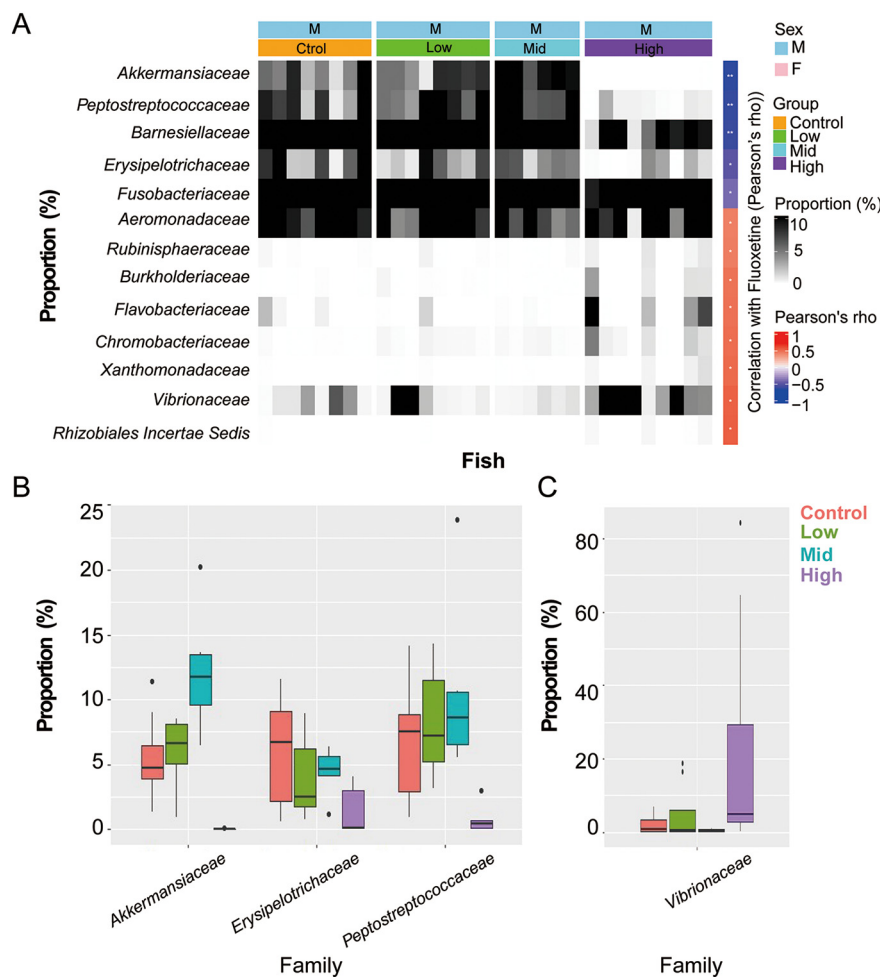 A
M M M M
Ctrol Low Mid High
Akkermansiaceae
Peptostreptococcaceae
Barnesiellaceae
Erysipelotrichaceae
Fusobacteriaceae
Aeromonadaceae
Rubinisphaeraceae
Burkholderiaceae
Flavobacteriaceae
Chromobacteriaceae
Xanthomonadaceae
Vibrionaceae
Rhizobiales Incertae Sedis
Proportion (%)
Fish
Correlation with Fluoxetine (Pearson's rho))
Sex
M
F
Group
Control
Low
Mid
High
Proportion (%)
10
5
0
Pearson's rho
1
0.5
0
−0.5
−1
B
25
20
15
10
5
0
Proportion (%)
Akkermansiaceae
Erysipelotrichaceae
Peptostreptococcaceae
Family
C
80
60
40
20
0
Proportion (%)
Vibrionaceae
Family
Control
Low
Mid
High